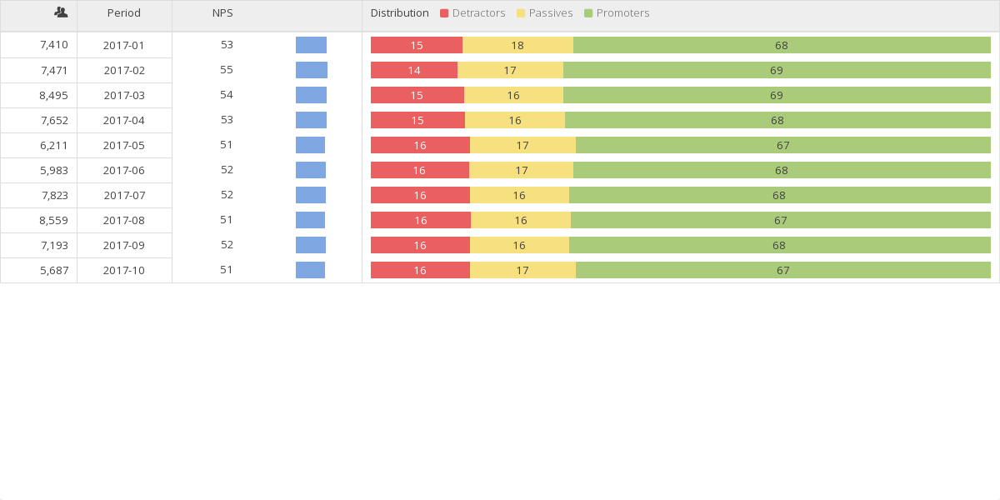 Period NPS Distribution Detractors Passives Promoters
7,410 2017-01 53 15 18 68
7,471 2017-02 55 14 17 69
8,495 2017-03 54 15 16 69
7,652 2017-04 53 15 16 68
6,211 2017-05 51 16 17 67
5,983 2017-06 52 16 17 68
7,823 2017-07 52 16 16 68
8,559 2017-08 51 16 16 67
7,193 2017-09 52 16 16 68
5,687 2017-10 51 16 17 67